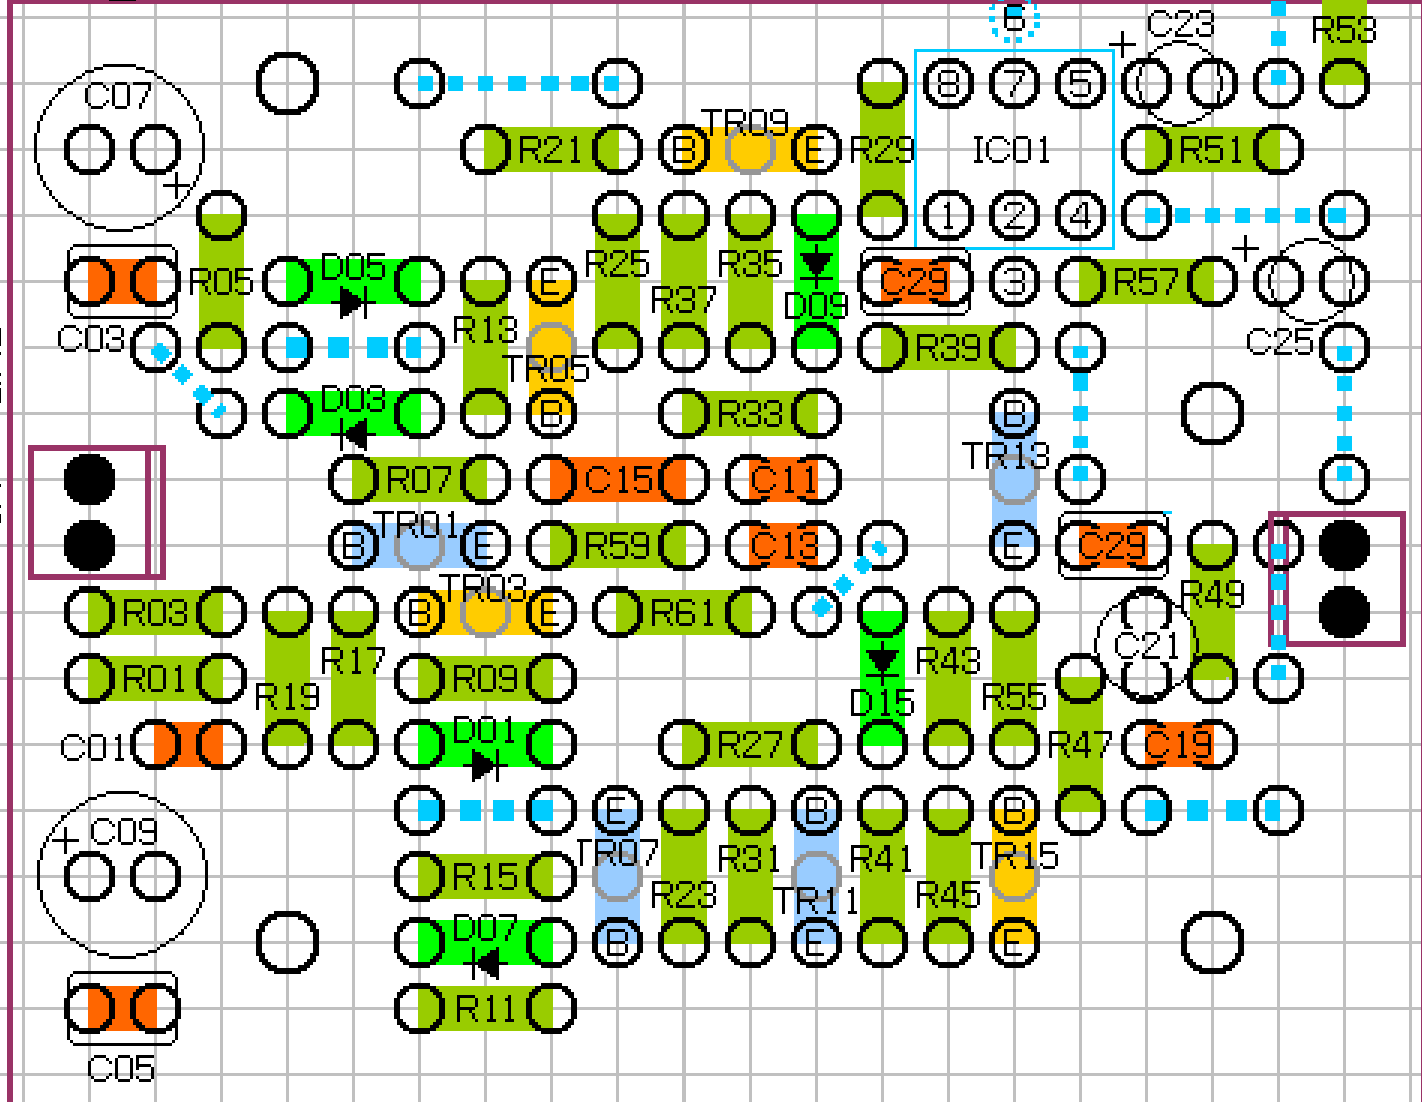 6 C23 R53
+
C07 8 7 5
TR09
R21 B E R29 IC01 R51
+
1 2 4
+
D05 R25 R35 C29
R05 E 3 R57
R37 D09
C03 R13 R39 C25
TR05
D03 B R33 B
TR13
R07 C15 C11
TR01
B E R59 C13 E C29
TR03 R49
R03 B E R61
C21
R17 R43
R01 R19 R09 R55
D15
C01 D01 R27 R47 C19
E B B
+ C09
TR07 R31 R41 TR15
R15 R23 TR11 R45
D07 B E E
R11
C05